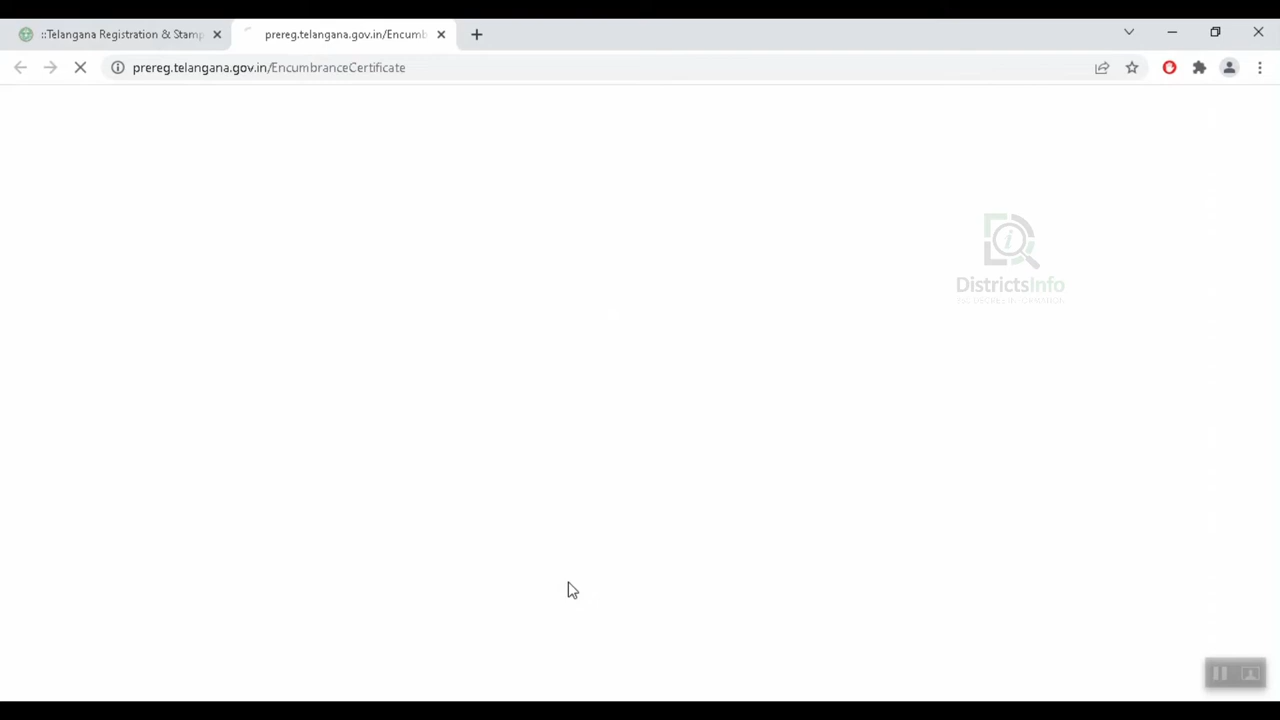 ::Telangana Registration & Stamp
prereg.telangana.gov.in/Encumb
prereg.telangana.gov.in/EncumbranceCertificate
DistrictsInfo